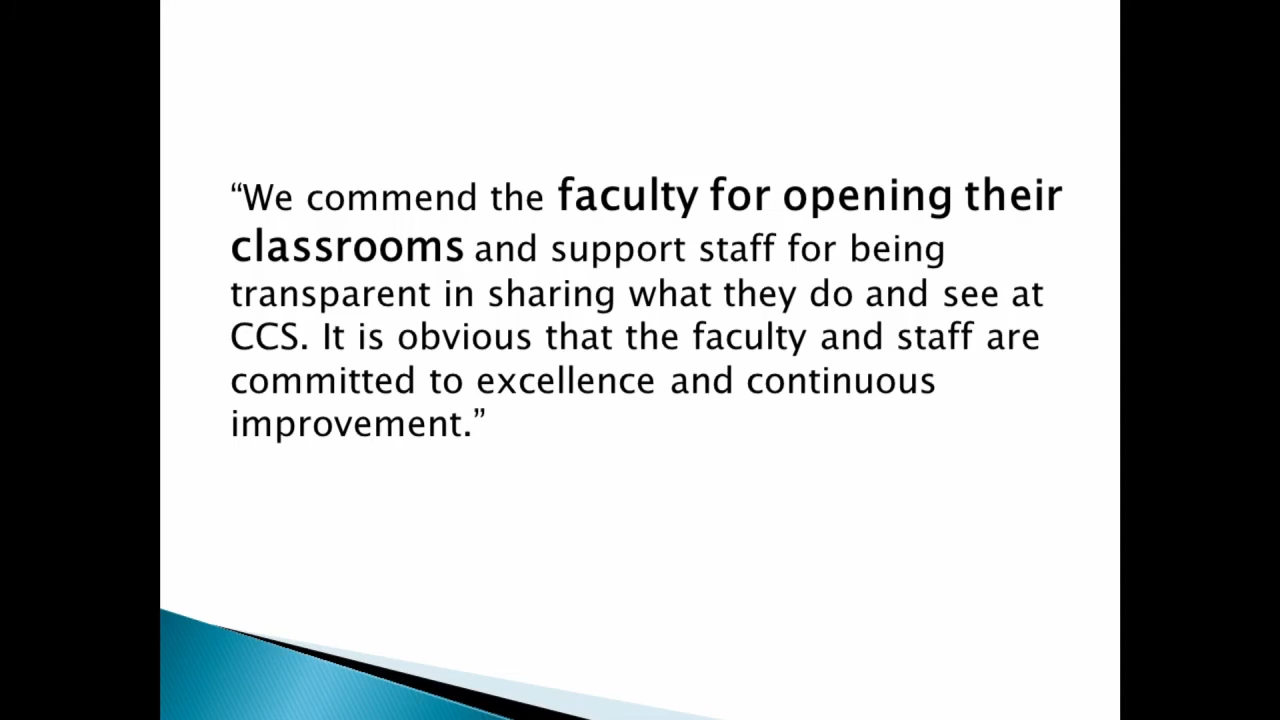 “We commend the faculty for opening their
classrooms and support staff for being
transparent in sharing what they do and see at
CCS. It is obvious that the faculty and staff are
committed to excellence and continuous
improvement.”